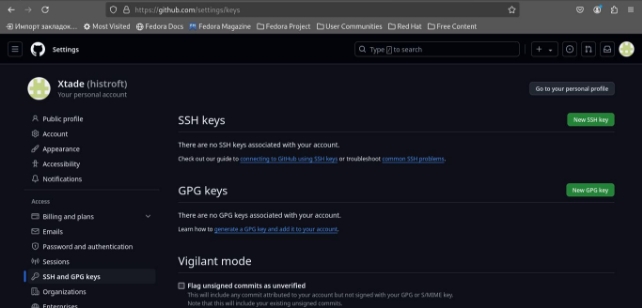 https://github.com/settings/keys
Импорт закладок... Most Visited Fedora Docs Fedora Magazine Fedora Project User Communities Red Hat Free Content
Settings
Type / to search
Xtade (histroft)
Your personal account
Go to your personal profile
Public profile
Account
Appearance
Accessibility
Notifications
Access
Billing and plans
Emails
Password and authentication
Sessions
SSH and GPG keys
Organizations
Enterprises
SSH keys
New SSH key
There are no SSH keys associated with your account.
Check out our guide to connecting to GitHub using SSH keys or troubleshoot common SSH problems.
GPG keys
New GPG key
There are no GPG keys associated with your account.
Learn how to generate a GPG key and add it to your account.
Vigilant mode
Flag unsigned commits as unverified
This will include any commit attributed to your account but not signed with your GPG or S/MIME key.
Note that this will include your existing unsigned commits.